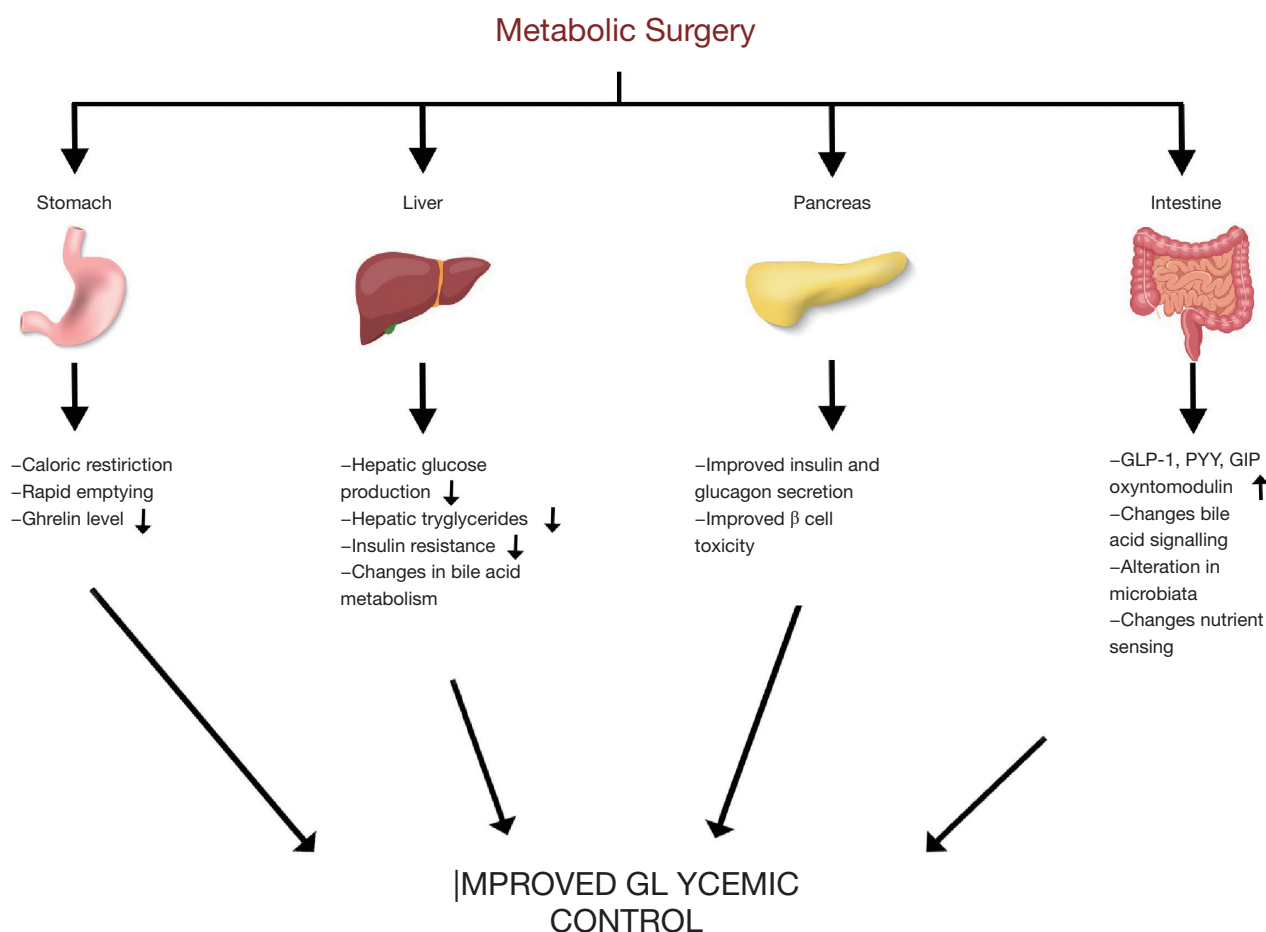 Metabolic Surgery
Stomach
Liver
Pancreas
Intestine
–Caloric restiriction
–Rapid emptying
–Ghrelin level ↓
–Hepatic glucose
production ↓
–Hepatic tryglycerides ↓
–Insulin resistance ↓
–Changes in bile acid
metabolism
–Improved insulin and
glucagon secretion
–Improved β cell
toxicity
–GLP-1, PYY, GIP
oxyntomodulin ↑
–Changes bile
acid signalling
–Alteration in
microbiata
–Changes nutrient
sensing
|MPROVED GL YCEMIC
CONTROL